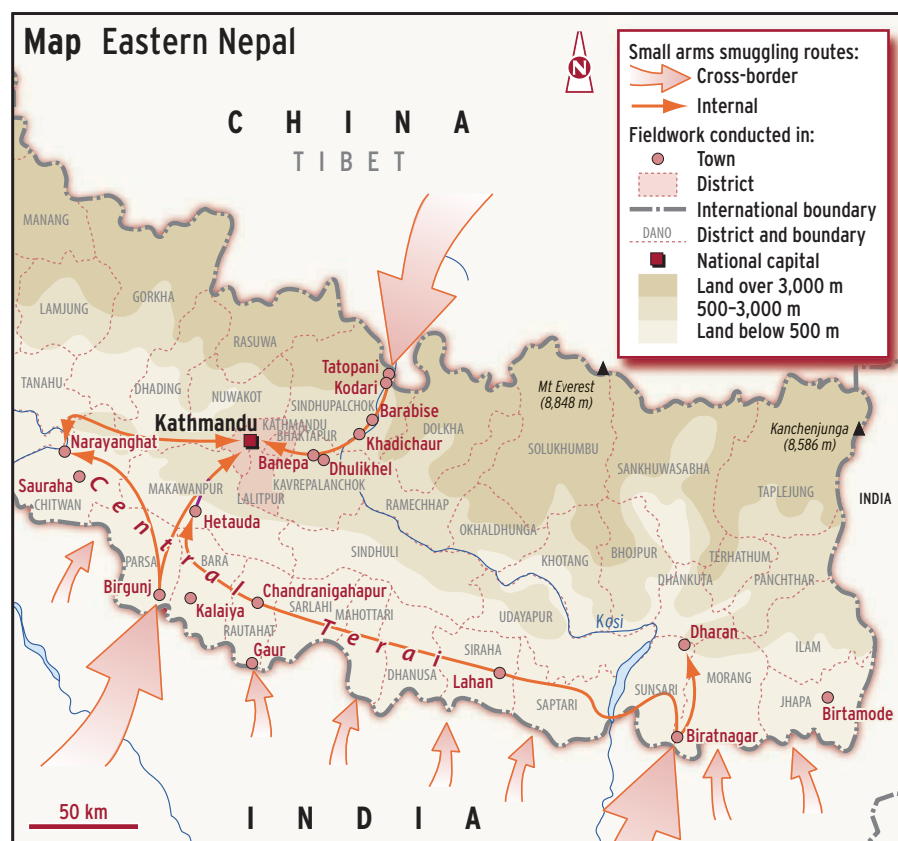 Map Eastern Nepal
N
Small arms smuggling routes:
Cross-border
Internal
Fieldwork conducted in:
Town
District
International boundary
DANO
District and boundary
National capital
Land over 3,000 m
500–3,000 m
Land below 500 m
CHINA
TIBET
MANANG
GORKHA
LAMJUNG
RASUWA
TANAHU
DHADING
NUWAKOT
SINDHUPALCHOK
Tatopani
Kodari
Mt Everest
(8,848 m)
Barabise
Kathmandu
KATHMANDU
BHAKTAPUR
Khadichaur
DOLKHA
SOLUKHUMBU
Kanchenjunga
(8,586 m)
Narayanghat
Banepa
Dhulikhel
SANKHUWASABHA
Sauraha
MAKAWANPUR
KAVREPALANCHOK
CHITWAN
LALITPUR
RAMECHHAP
TAPLEJUNG
INDIA
Hetauda
OKHALDHUNGA
Central Terai
PARSA
BARA
SINDHULI
KHOTANG
BHOJPUR
TERHATHUM
DHANKUTA
PANCHTHAR
Birgunj
Kalaiya
Chandranigahapur
SARLAHI
MAHOTTARI
UDAYAPUR
Kosi
RAUTAHAT
Dharan
Gaur
SIRAHA
ILAM
DHANUSA
Lahan
SAPTARI
SUNSARI
MORANG
JHAPA
Birtamode
Biratnagar
50 km
INDIA